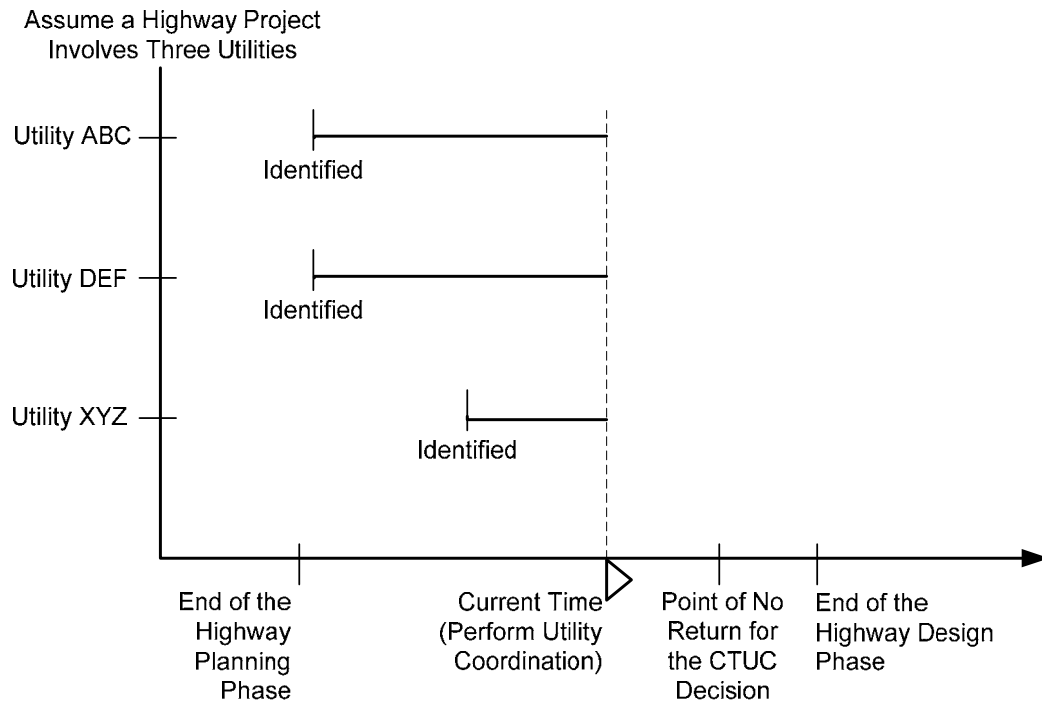 Assume a Highway Project
Involves Three Utilities
Utility ABC
Identified
Utility DEF
Identified
Utility XYZ
Identified
End of the
Highway
Planning
Phase
Current Time
(Perform Utility
Coordination)
Point of No
Return for
the CTUC
Decision
End of the
Highway Design
Phase